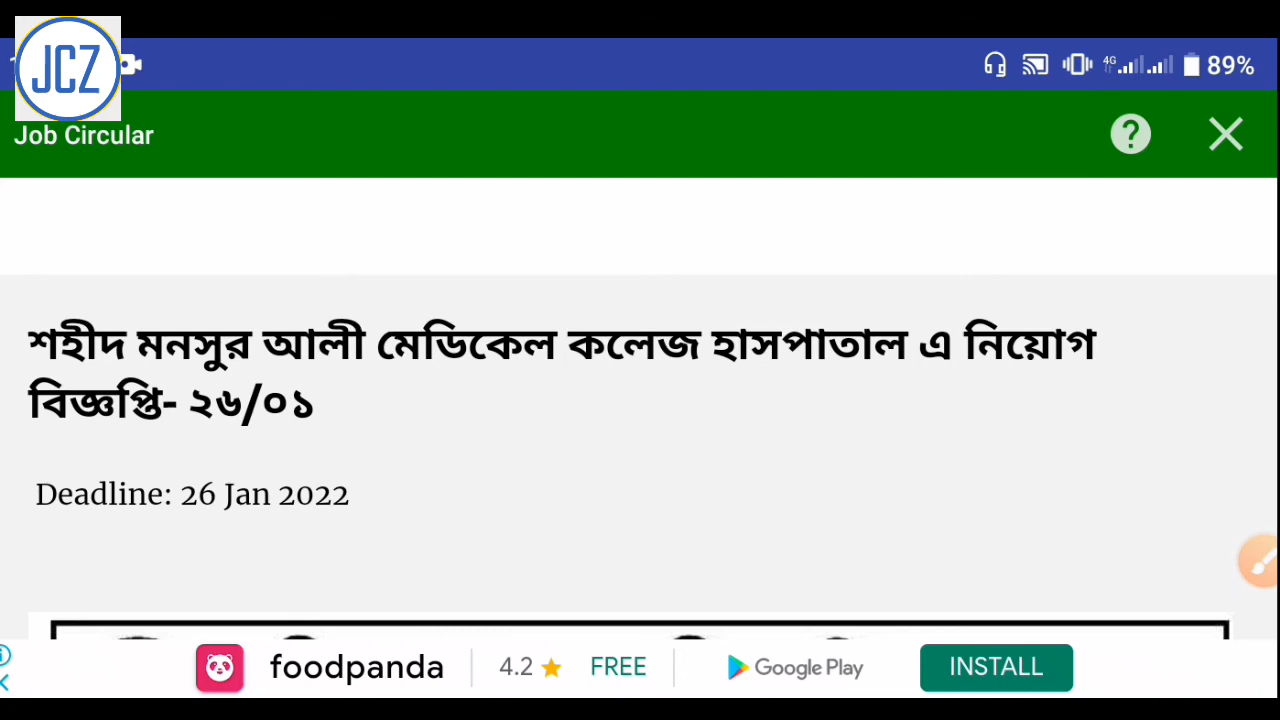 JCZ
4G
89%
Job Circular
শহীদ মনসুর আলী মেডিকেল কলেজ হাসপাতাল এ নিয়োগ
বিজ্ঞপ্তি- ২৬/০১
Deadline: 26 Jan 2022
foodpanda
4.2 ★
FREE
Google Play
INSTALL